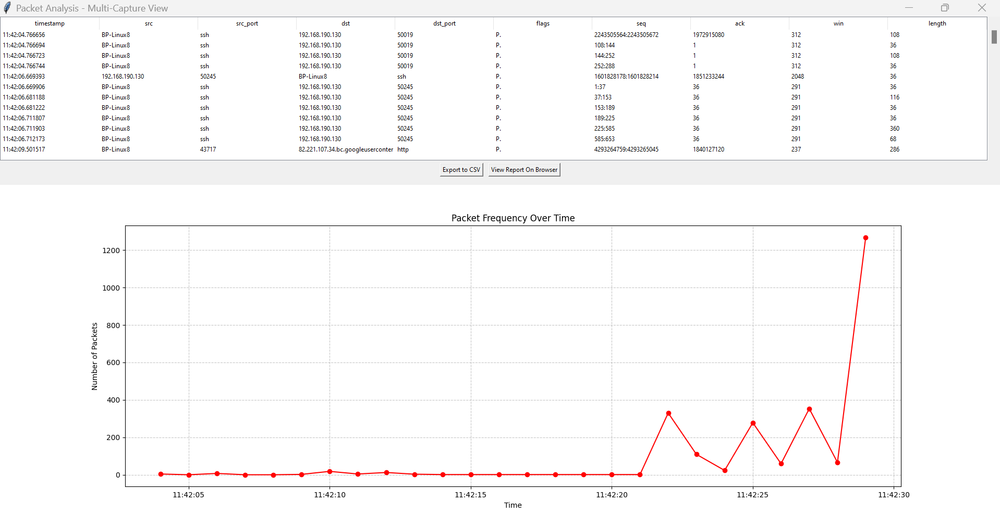 Packet Analysis - Multi-Capture View
timestamp src src_port dst dst_port flags seq ack win length
11:42:04.766656 BP-Linux8 ssh 192.168.190.130 50019 P. 2243505564:2243505672 1972915080 312 108
11:42:04.766694 BP-Linux8 ssh 192.168.190.130 50019 P. 108:144 1 312 36
11:42:04.766723 BP-Linux8 ssh 192.168.190.130 50019 P. 144:252 1 312 108
11:42:04.766744 BP-Linux8 ssh 192.168.190.130 50019 P. 252:288 1 312 36
11:42:06.669393 192.168.190.130 50245 BP-Linux8 ssh P. 1601828178:1601828214 1851233244 2048 36
11:42:06.669906 BP-Linux8 ssh 192.168.190.130 50245 P. 1:37 36 291 36
11:42:06.681188 BP-Linux8 ssh 192.168.190.130 50245 P. 37:153 36 291 116
11:42:06.681222 BP-Linux8 ssh 192.168.190.130 50245 P. 153:189 36 291 36
11:42:06.711807 BP-Linux8 ssh 192.168.190.130 50245 P. 189:225 36 291 36
11:42:06.711903 BP-Linux8 ssh 192.168.190.130 50245 P. 225:585 36 291 360
11:42:06.712173 BP-Linux8 ssh 192.168.190.130 50245 P. 585:653 36 291 68
11:42:09.501517 BP-Linux8 43717 82.221.107.34.bc.googleuserconter http P. 4293264759:4293265045 1840127120 237 286
Export to CSV View Report On Browser
Packet Frequency Over Time
1200
1000
800
600
400
200
0
Number of Packets
11:42:05 11:42:10 11:42:15 11:42:20 11:42:25 11:42:30
Time